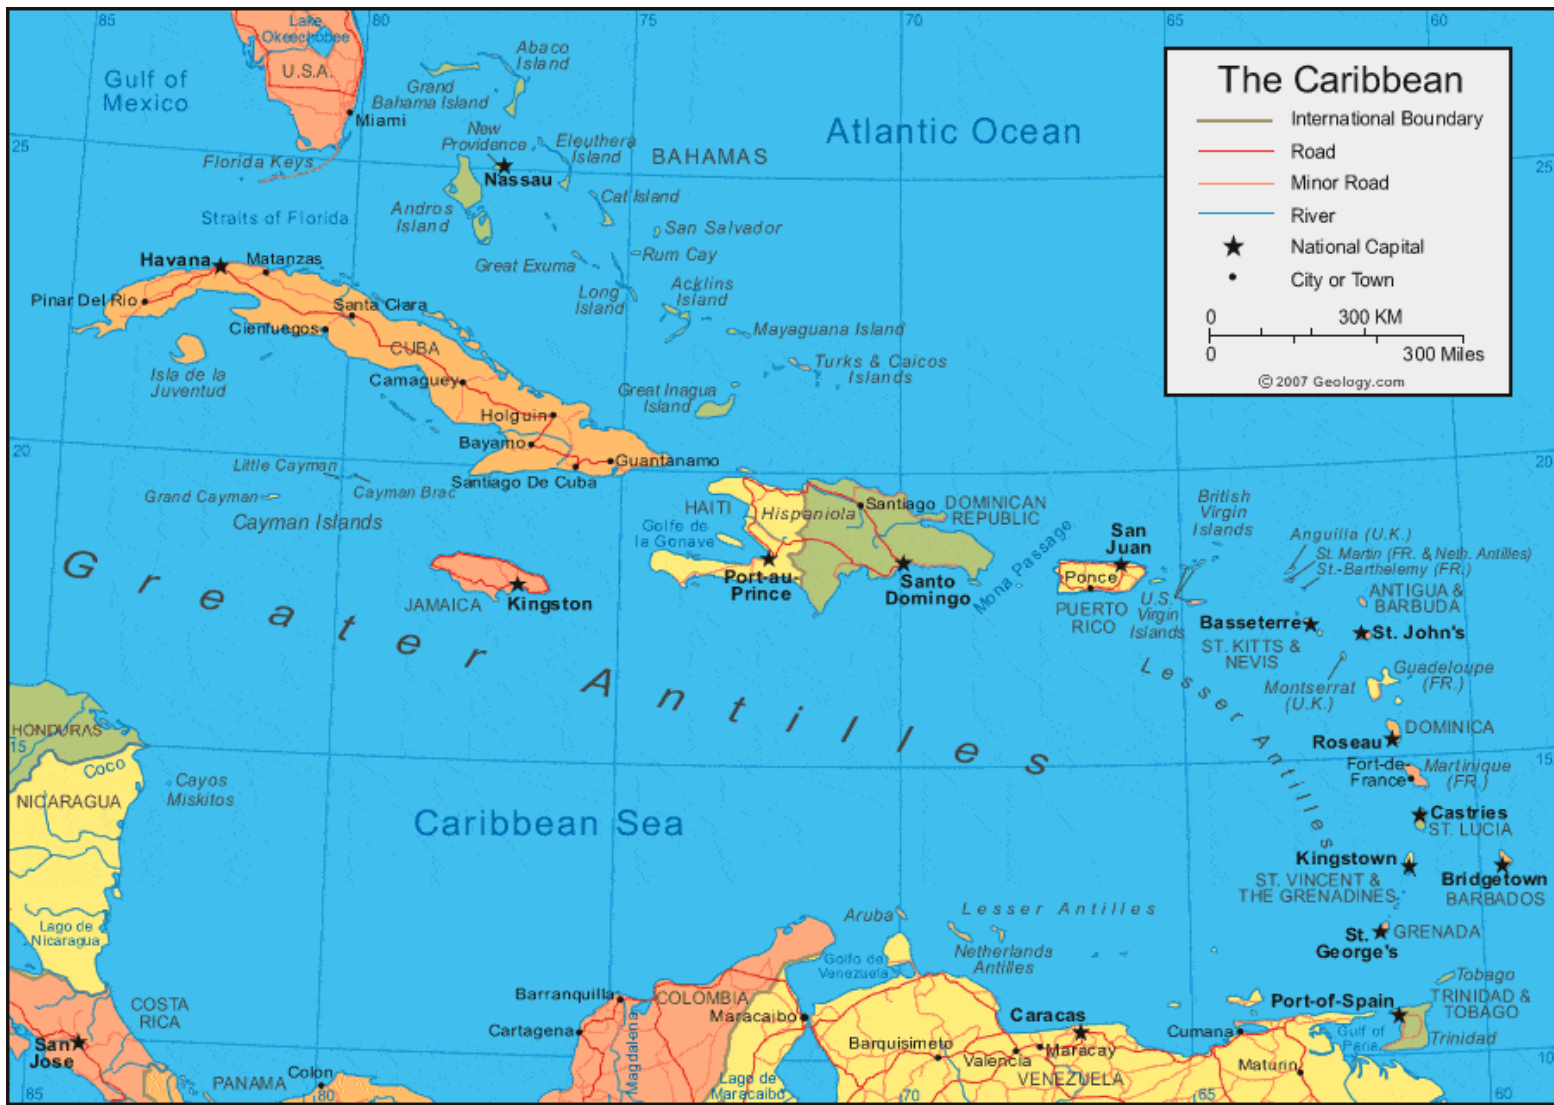 85
80
70
65
60
Lake
Okeechobee
U.S.A.
Gulf of
Mexico
Miami
Florida Keys
Straits of Florida
25
Abaco
Island
Grand
Bahama Island
New
Providence
Nassau
Eleuthera
Island
BAHAMAS
Andros
Island
Cat Island
San Salvador
Rum Cay
Great Exuma
Long
Island
Acklins
Island
Mayaguana Island
Turks & Caicos
Islands
Great Inagua
Island
Atlantic Ocean
The Caribbean
International Boundary
Road
Minor Road
River
National Capital
City or Town
0
300 KM
0
300 Miles
© 2007 Geology.com
25
Havana
Matanzas
Pinar Del Rio
Santa Clara
Cienfuegos
CUBA
Isla de la
Juventud
Camaguey
Holguin
Bayamo
Guantanamo
Santiago De Cuba
20
20
Little Cayman
Cayman Brac
Grand Cayman
Cayman Islands
JAMAICA
Kingston
HAITI
Hispaniola
Golfe de
la Gonave
Port-au-
Prince
Santiago
DOMINICAN
REPUBLIC
Santo
Domingo
Mona Passage
San
Juan
Ponce
PUERTO
RICO
British
Virgin
Islands
U.S.
Virgin
Islands
Anguilla (U.K.)
St. Martin (FR. & Neth. Antilles)
St.-Barthelemy (FR.)
ANTIGUA &
BARBUDA
Basseterre
St. John's
ST. KITTS &
NEVIS
Montserrat
(U.K.)
Guadeloupe
(FR.)
Greater Antilles
Lesser Antilles
DOMINICA
Roseau
15
Fort-de-
France
Martinique
(FR.)
Castries
ST. LUCIA
Kingstown
ST. VINCENT &
THE GRENADINES
Bridgetown
BARBADOS
St.
George's
GRENADA
HONDURAS
15
Coco
NICARAGUA
Cayos
Miskitos
Lago de
Nicaragua
Caribbean Sea
COSTA
RICA
San
Jose
85
PANAMA
Colon
80
Barranquilla
Cartagena
Magdalena
COLOMBIA
Maracaibo
Lago de
Maracaibo
Aruba
Golfo de
Venezuela
Lesser Antilles
Netherlands
Antilles
Barquisimeto
Valencia
Caracas
Maracay
VENEZUELA
70
65
Cumana
Maturin
Port-of-Spain
Gulf of
Paria
Tobago
TRINIDAD &
TOBAGO
Trinidad
10
60